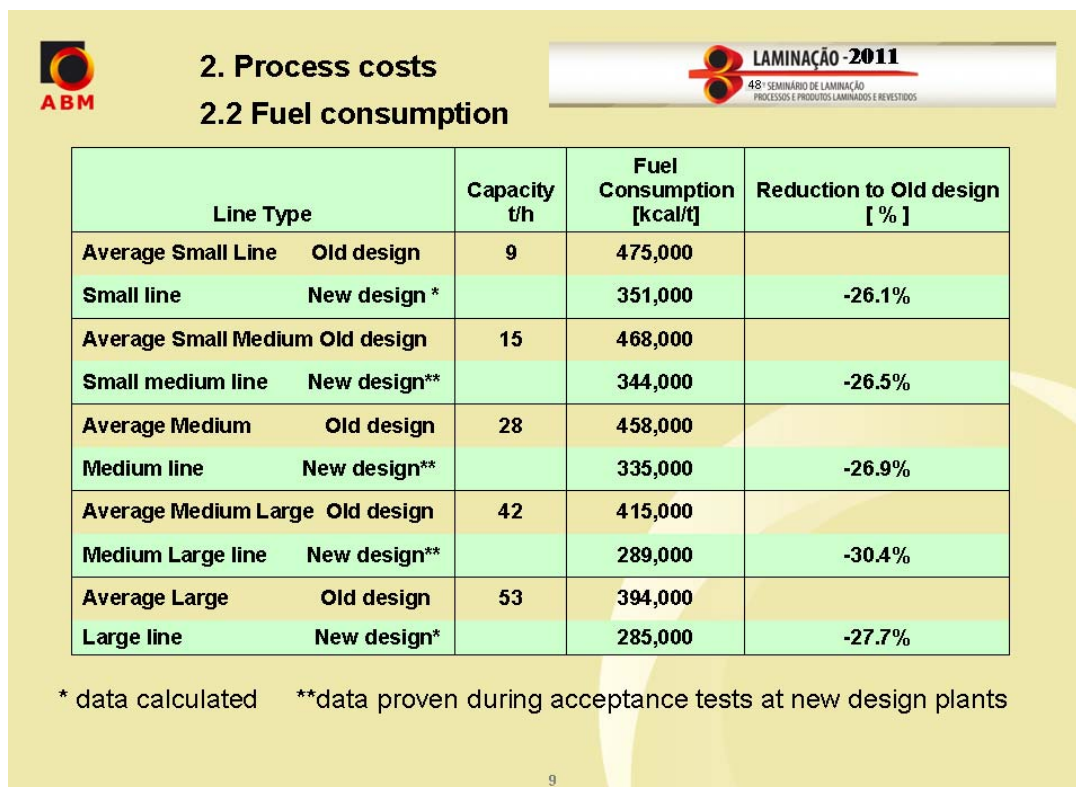 ABM
2. Process costs
2.2 Fuel consumption
LAMINAÇÃO -2011
48º SEMINÁRIO DE LAMINAÇÃO
PROCESSOS E PRODUTOS LAMINADOS E REVESTIDOS
Line Type Capacity t/h Fuel Consumption [kcal/t] Reduction to Old design [ % ]
Average Small Line Old design 9 475,000
Small line New design * 351,000 -26.1%
Average Small Medium Old design 15 468,000
Small medium line New design** 344,000 -26.5%
Average Medium Old design 28 458,000
Medium line New design** 335,000 -26.9%
Average Medium Large Old design 42 415,000
Medium Large line New design** 289,000 -30.4%
Average Large Old design 53 394,000
Large line New design* 285,000 -27.7%
* data calculated **data proven during acceptance tests at new design plants
9